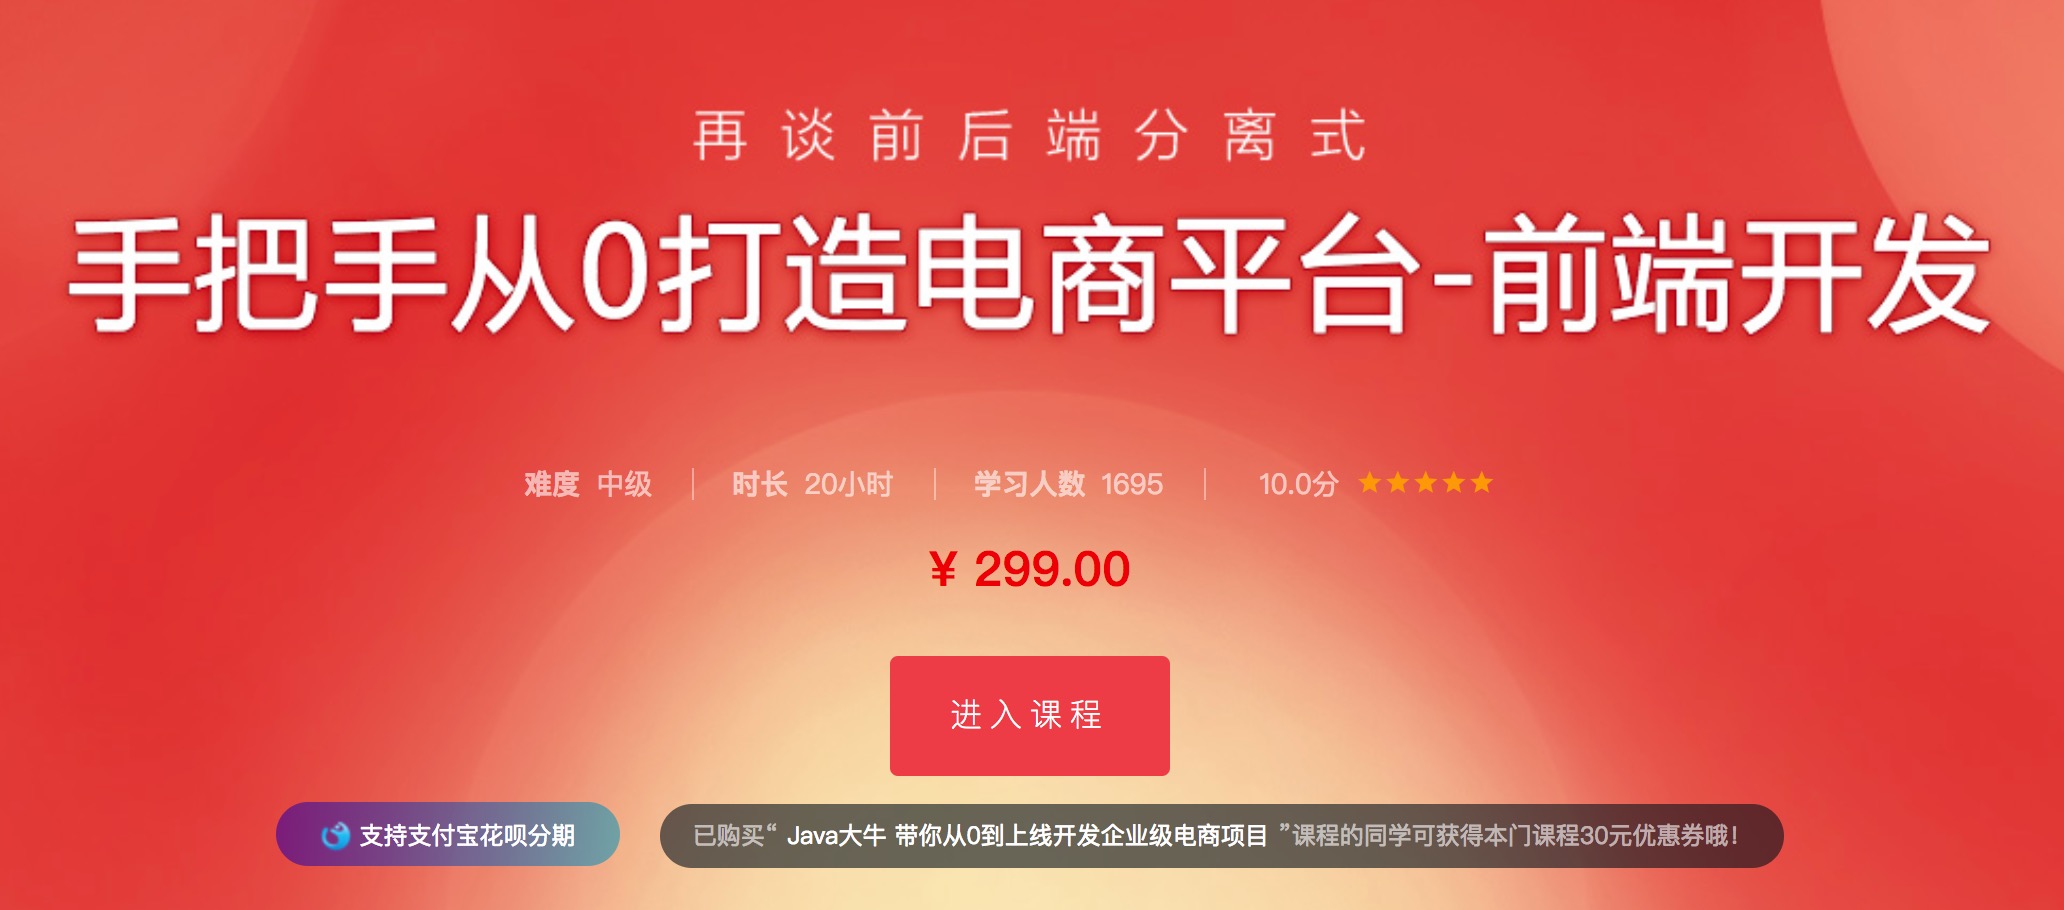 再谈前后端分离式
手把手从0打造电商平台-前端开发
难度 中级 时长 20小时 学习人数 1695 10.0分
¥ 299.00
进入课程
支持支付宝花呗分期
已购买“ Java大牛 带你从0到上线开发企业级电商项目 ”课程的同学可获得本门课程30元优惠券哦！